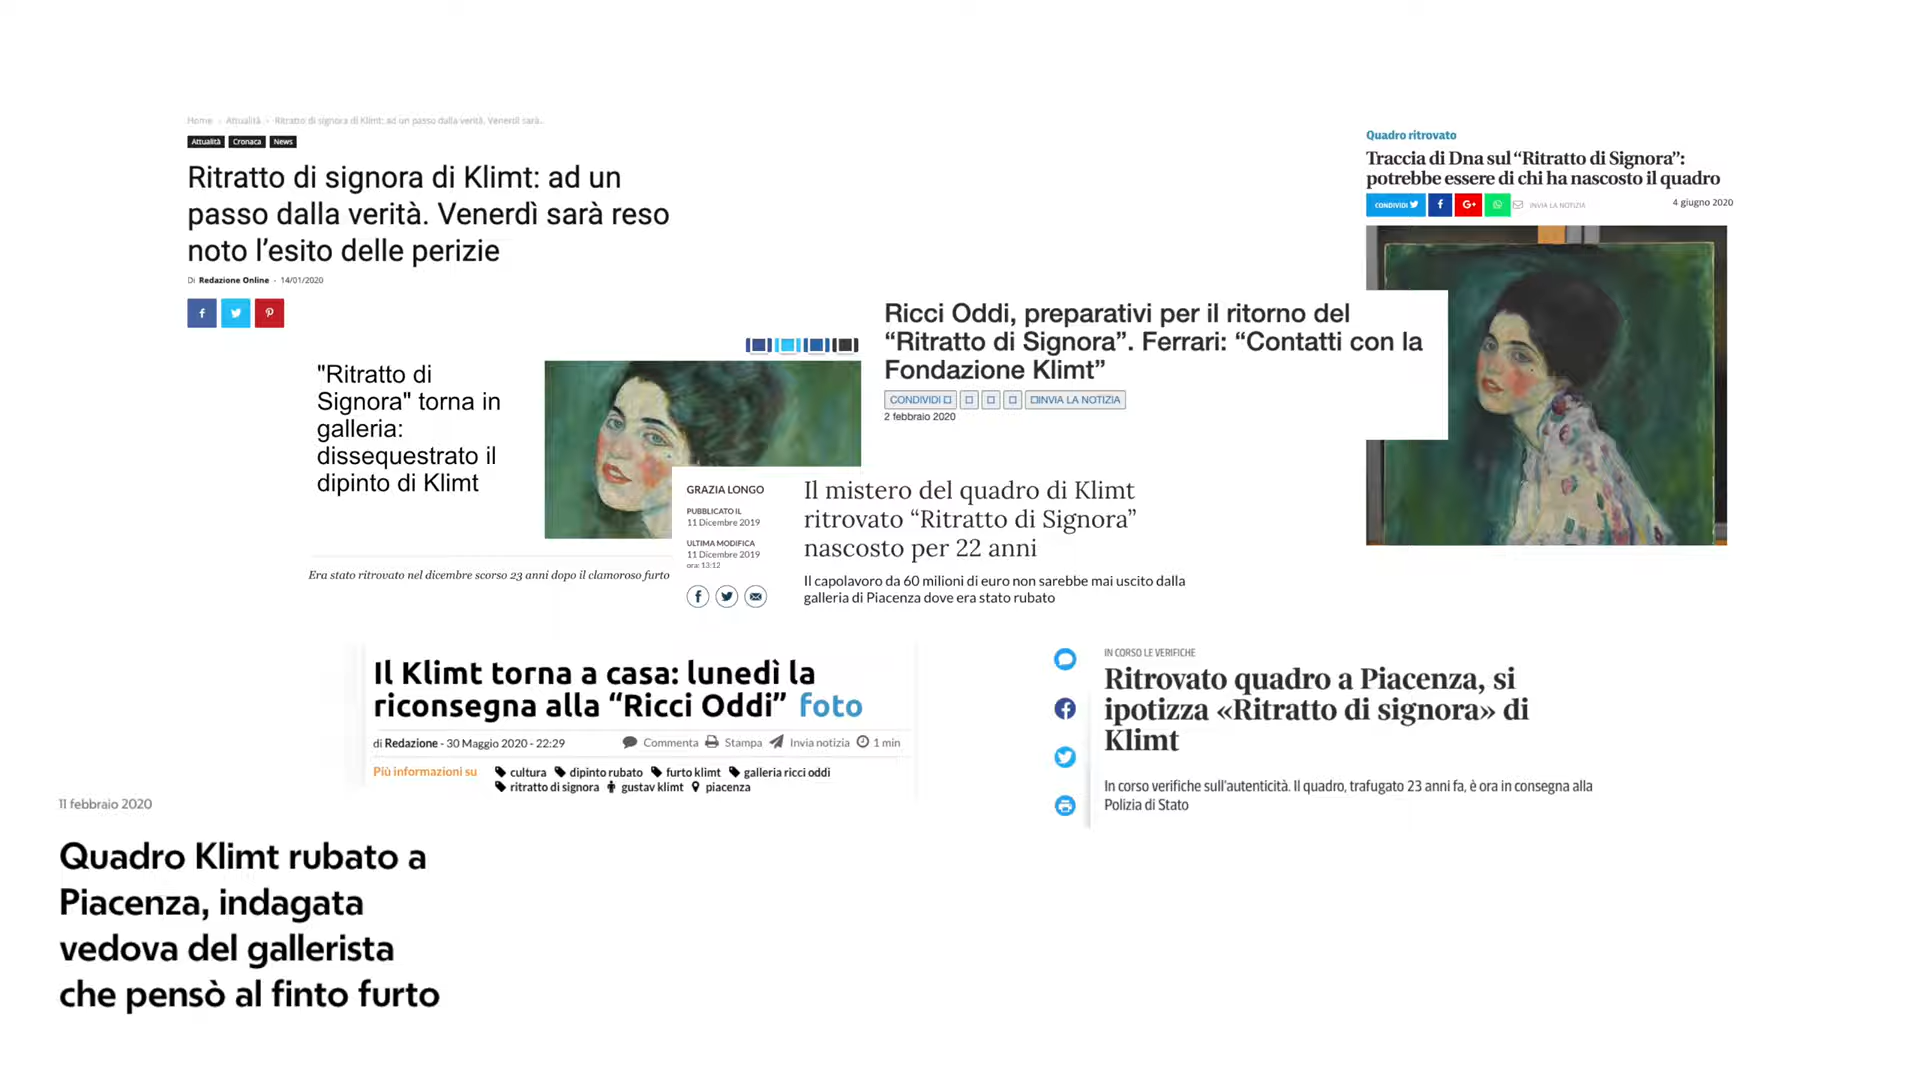 Home › Attualità › Ritratto di signora di Klimt: ad un passo dalla verità. Venerdì sarà...
Attualità Cronaca News
Ritratto di signora di Klimt: ad un
passo dalla verità. Venerdì sarà reso
noto l’esito delle perizie
Di Redazione Online - 14/01/2020
Quadro ritrovato
Traccia di Dna sul “Ritratto di Signora”:
potrebbe essere di chi ha nascosto il quadro
CONDIVIDI G+ INVIA LA NOTIZIA 4 giugno 2020
Ricci Oddi, preparativi per il ritorno del
“Ritratto di Signora”. Ferrari: “Contatti con la
Fondazione Klimt”
CONDIVIDI INVIA LA NOTIZIA
2 febbraio 2020
"Ritratto di
Signora" torna in
galleria:
dissequestrato il
dipinto di Klimt
Era stato ritrovato nel dicembre scorso 23 anni dopo il clamoroso furto
GRAZIA LONGO
PUBBLICATO IL
11 Dicembre 2019
ULTIMA MODIFICA
11 Dicembre 2019
ora: 13:12
Il mistero del quadro di Klimt
ritrovato “Ritratto di Signora”
nascosto per 22 anni
Il capolavoro da 60 milioni di euro non sarebbe mai uscito dalla
galleria di Piacenza dove era stato rubato
Il Klimt torna a casa: lunedì la
riconsegna alla “Ricci Oddi” foto
di Redazione - 30 Maggio 2020 - 22:29 Commenta Stampa Invia notizia 1 min
Più informazioni su cultura dipinto rubato furto klimt galleria ricci oddi
ritratto di signora gustav klimt piacenza
IN CORSO LE VERIFICHE
Ritrovato quadro a Piacenza, si
ipotizza «Ritratto di signora» di
Klimt
In corso verifiche sull’autenticità. Il quadro, trafugato 23 anni fa, è ora in consegna alla
Polizia di Stato
11 febbraio 2020
Quadro Klimt rubato a
Piacenza, indagata
vedova del gallerista
che pensò al finto furto